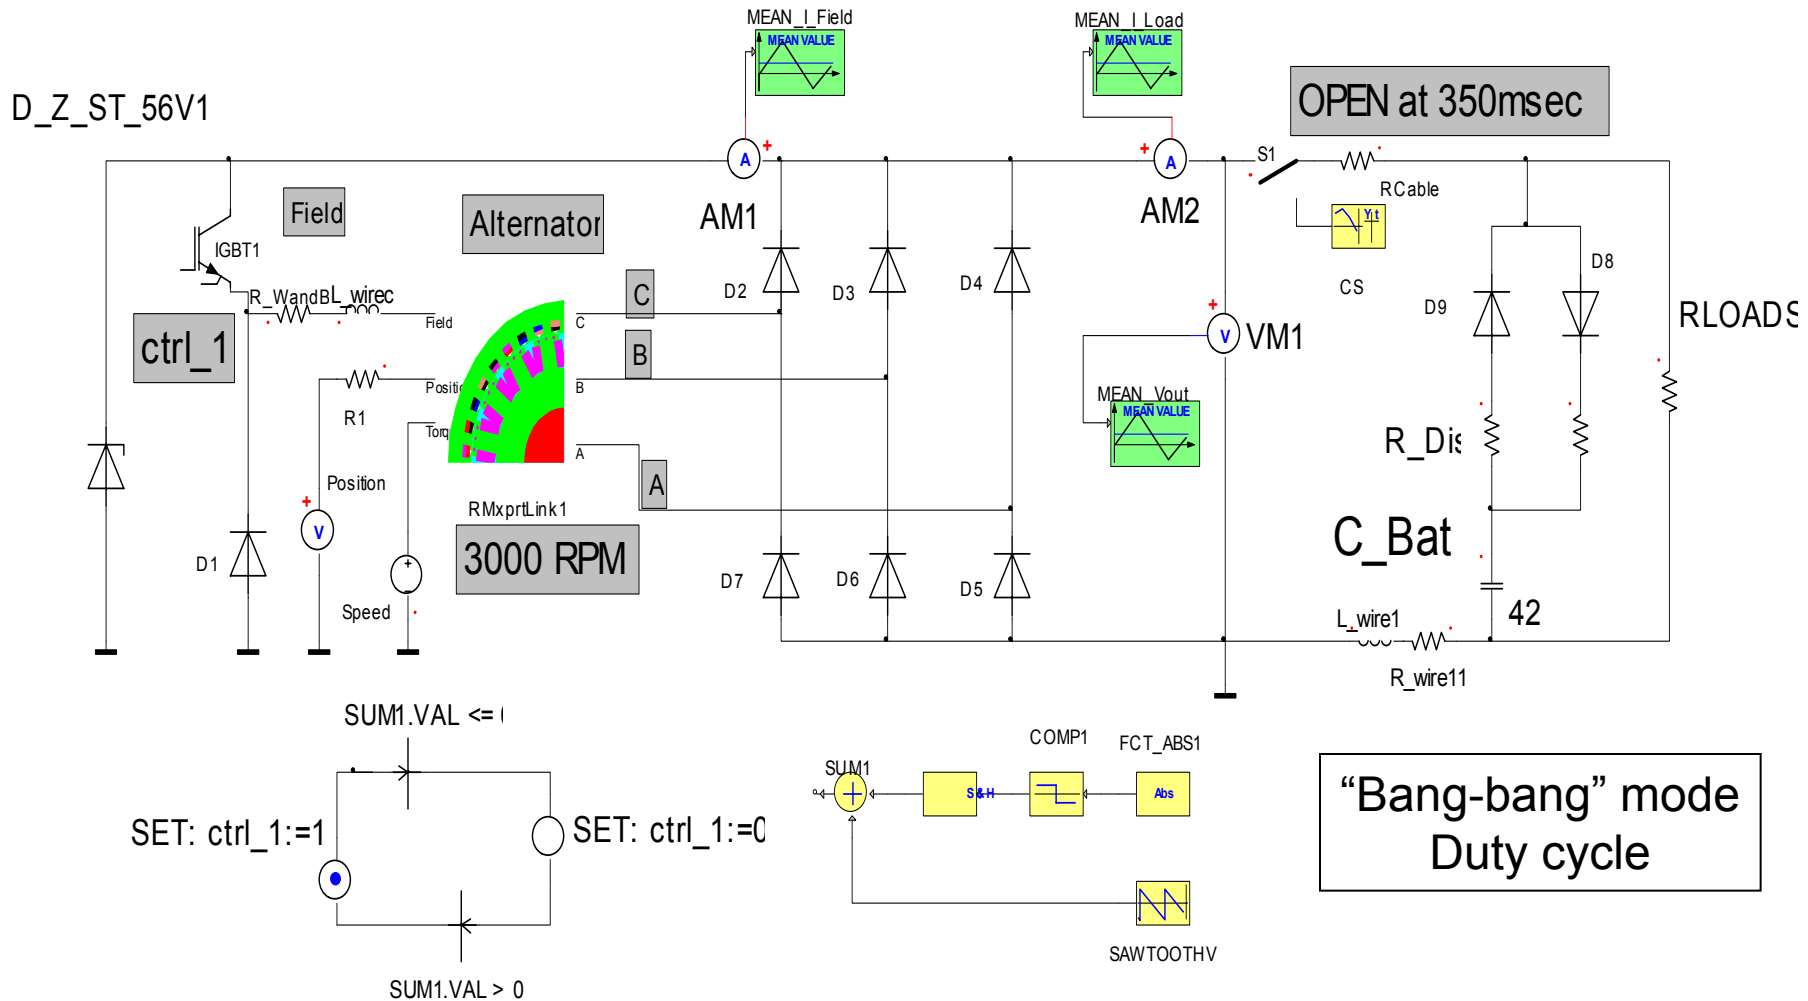 MEAN_I_Field
MEAN VALUE
MEAN_I_Load
MEAN VALUE
OPEN at 350msec
D_Z_ST_56V1
A
A
S1
RCable
AM1
AM2
Field
Alternator
IGBT1
Y t
CS
D2
D3
D4
D9
D8
RLOADS
R_WandB
L_wirec
C
Field
C
ctrl_1
B
V
VM1
Position
B
R1
MEAN_Vout
MEAN VALUE
Torq
A
R_Dis
A
Position
RMxprtLink1
V
3000 RPM
C_Bat
D1
D7
D6
D5
Speed
42
L_wire1
R_wire11
SUM1.VAL <= (
COMP1
FCT_ABS1
SUM1
S & H
Abs
SET: ctrl_1:=1
SET: ctrl_1:=0
SAWTOOTHV
SUM1.VAL > 0
“Bang-bang” mode
Duty cycle